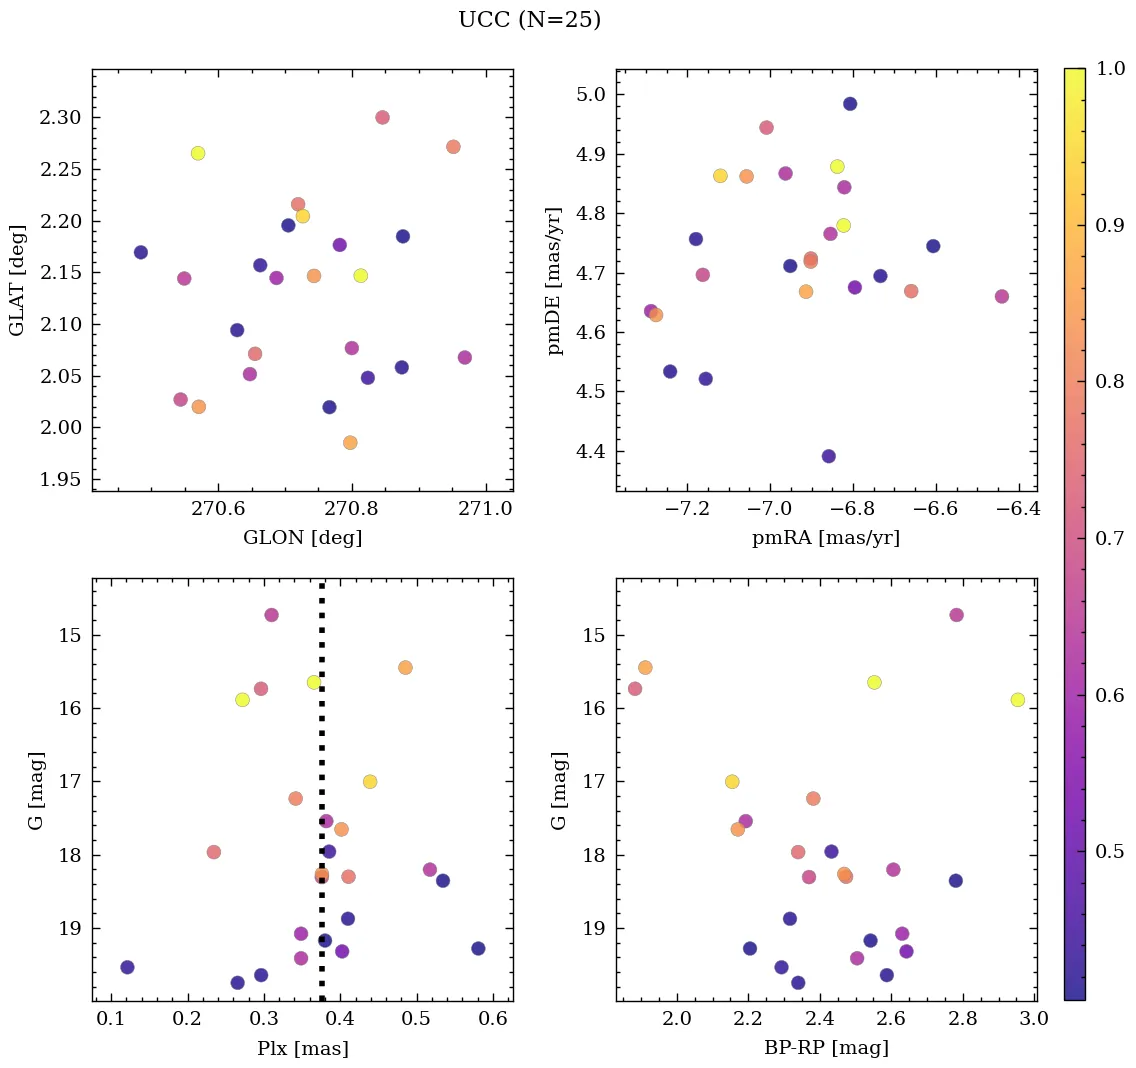 UCC (N=25)
2.30
2.25
2.20
2.15
2.10
2.05
2.00
1.95
GLAT [deg]
270.6 270.8 271.0
GLON [deg]
5.0
4.9
4.8
4.7
4.6
4.5
4.4
pmDE [mas/yr]
−7.2 −7.0 −6.8 −6.6 −6.4
pmRA [mas/yr]
15
16
17
18
19
G [mag]
0.1 0.2 0.3 0.4 0.5 0.6
Plx [mas]
15
16
17
18
19
G [mag]
2.0 2.2 2.4 2.6 2.8 3.0
BP-RP [mag]
1.0
0.9
0.8
0.7
0.6
0.5